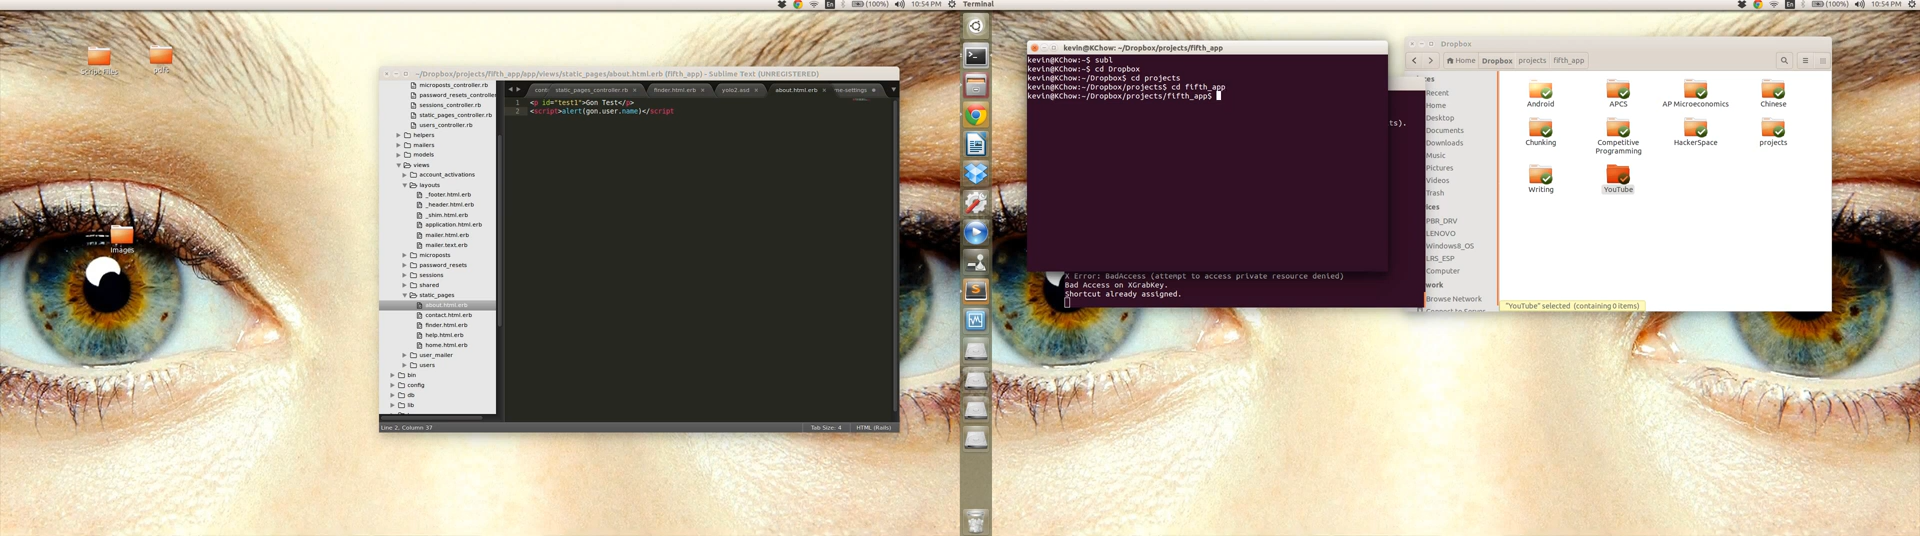 En (100%) 10:54 PM
Terminal
En (100%) 10:54 PM
Script Files
pdfs
Images
~/Dropbox/projects/fifth_app/app/views/static_pages/about.html.erb (fifth_app) - Sublime Text (UNREGISTERED)
microposts_controller.rb
password_resets_controller
sessions_controller.rb
static_pages_controller.rb
users_controller.rb
helpers
mailers
models
views
account_activations
layouts
_footer.html.erb
_header.html.erb
_shim.html.erb
application.html.erb
mailer.html.erb
mailer.text.erb
microposts
password_resets
sessions
shared
static_pages
about.html.erb
contact.html.erb
finder.html.erb
help.html.erb
home.html.erb
user_mailer
users
bin
config
db
lib
static_pages_controller.rb × finder.html.erb × yolo2.asd × about.html.erb × me-settings
1 <p id="test1">Gon Test</p>
2 <script>alert(gon.user.name)</script
Line 2, Column 37 Tab Size: 4 HTML (Rails)
kevin@KChow: ~/Dropbox/projects/fifth_app
kevin@KChow:~$ subl
kevin@KChow:~$ cd Dropbox
kevin@KChow:~/Dropbox$ cd projects
kevin@KChow:~/Dropbox/projects$ cd fifth_app
kevin@KChow:~/Dropbox/projects/fifth_app$
ts).
X Error: BadAccess (attempt to access private resource denied)
Bad Access on XGrabKey.
Shortcut already assigned.
Dropbox
Home Dropbox projects fifth_app
Recent
Home
Desktop
Documents
Downloads
Music
Pictures
Videos
Trash
PBR_DRV
LENOVO
Windows8_OS
LRS_ESP
Computer
Browse Network
Android
APCS
AP Microeconomics
Chinese
Chunking
Competitive
Programming
HackerSpace
projects
Writing
YouTube
"YouTube" selected (containing 0 items)